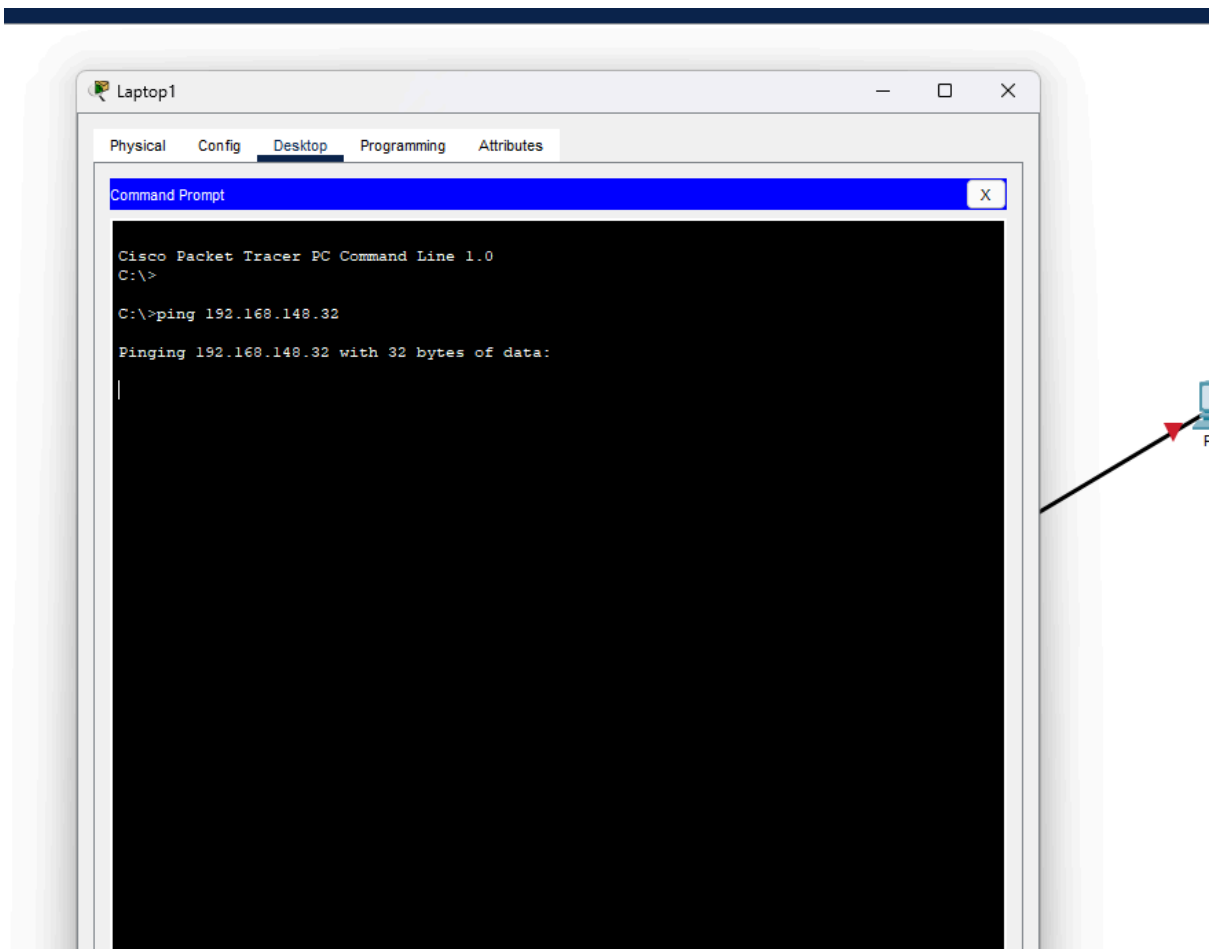 Laptop1
Physical Config Desktop Programming Attributes
Command Prompt
X
Cisco Packet Tracer PC Command Line 1.0
C:\>
C:\>ping 192.168.148.32
Pinging 192.168.148.32 with 32 bytes of data: